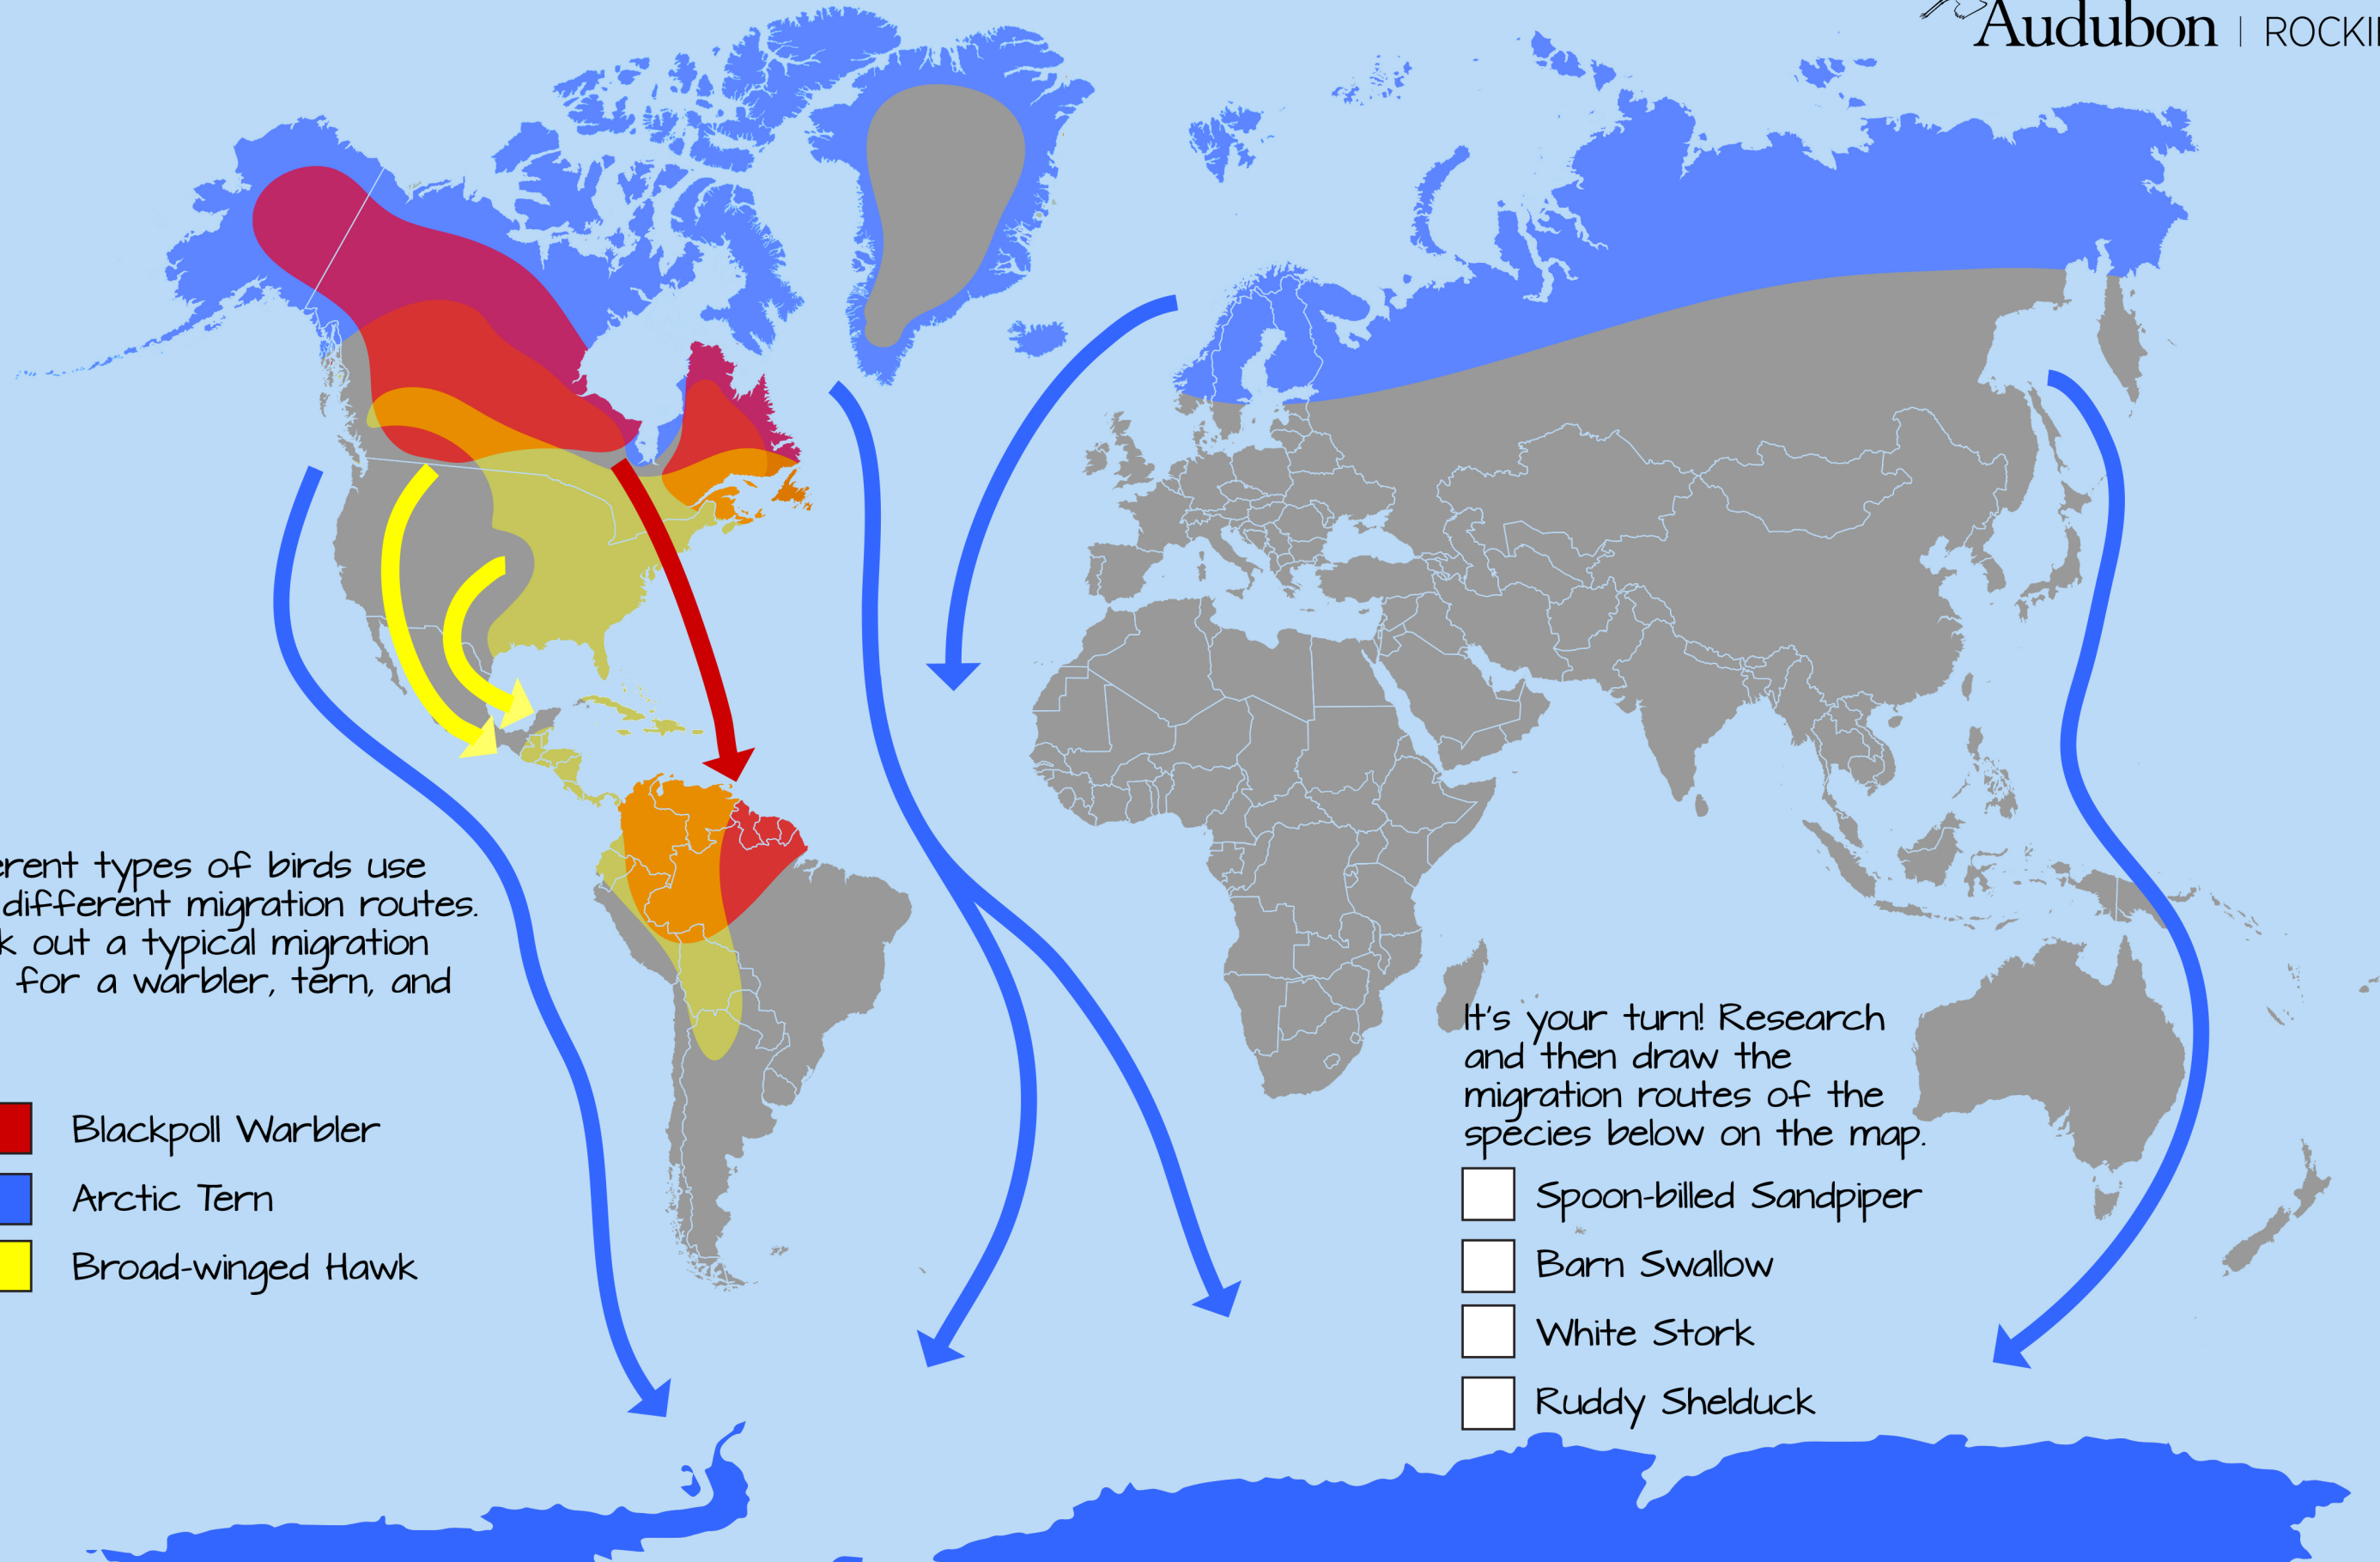 Audubon | ROCKI
erent types of birds use
different migration routes.
k out a typical migration
for a warbler, tern, and
Blackpoll Warbler
Arctic Tern
Broad-winged Hawk
It's your turn! Research
and then draw the
migration routes of the
species below on the map.
Spoon-billed Sandpiper
Barn Swallow
White Stork
Ruddy Shelduck